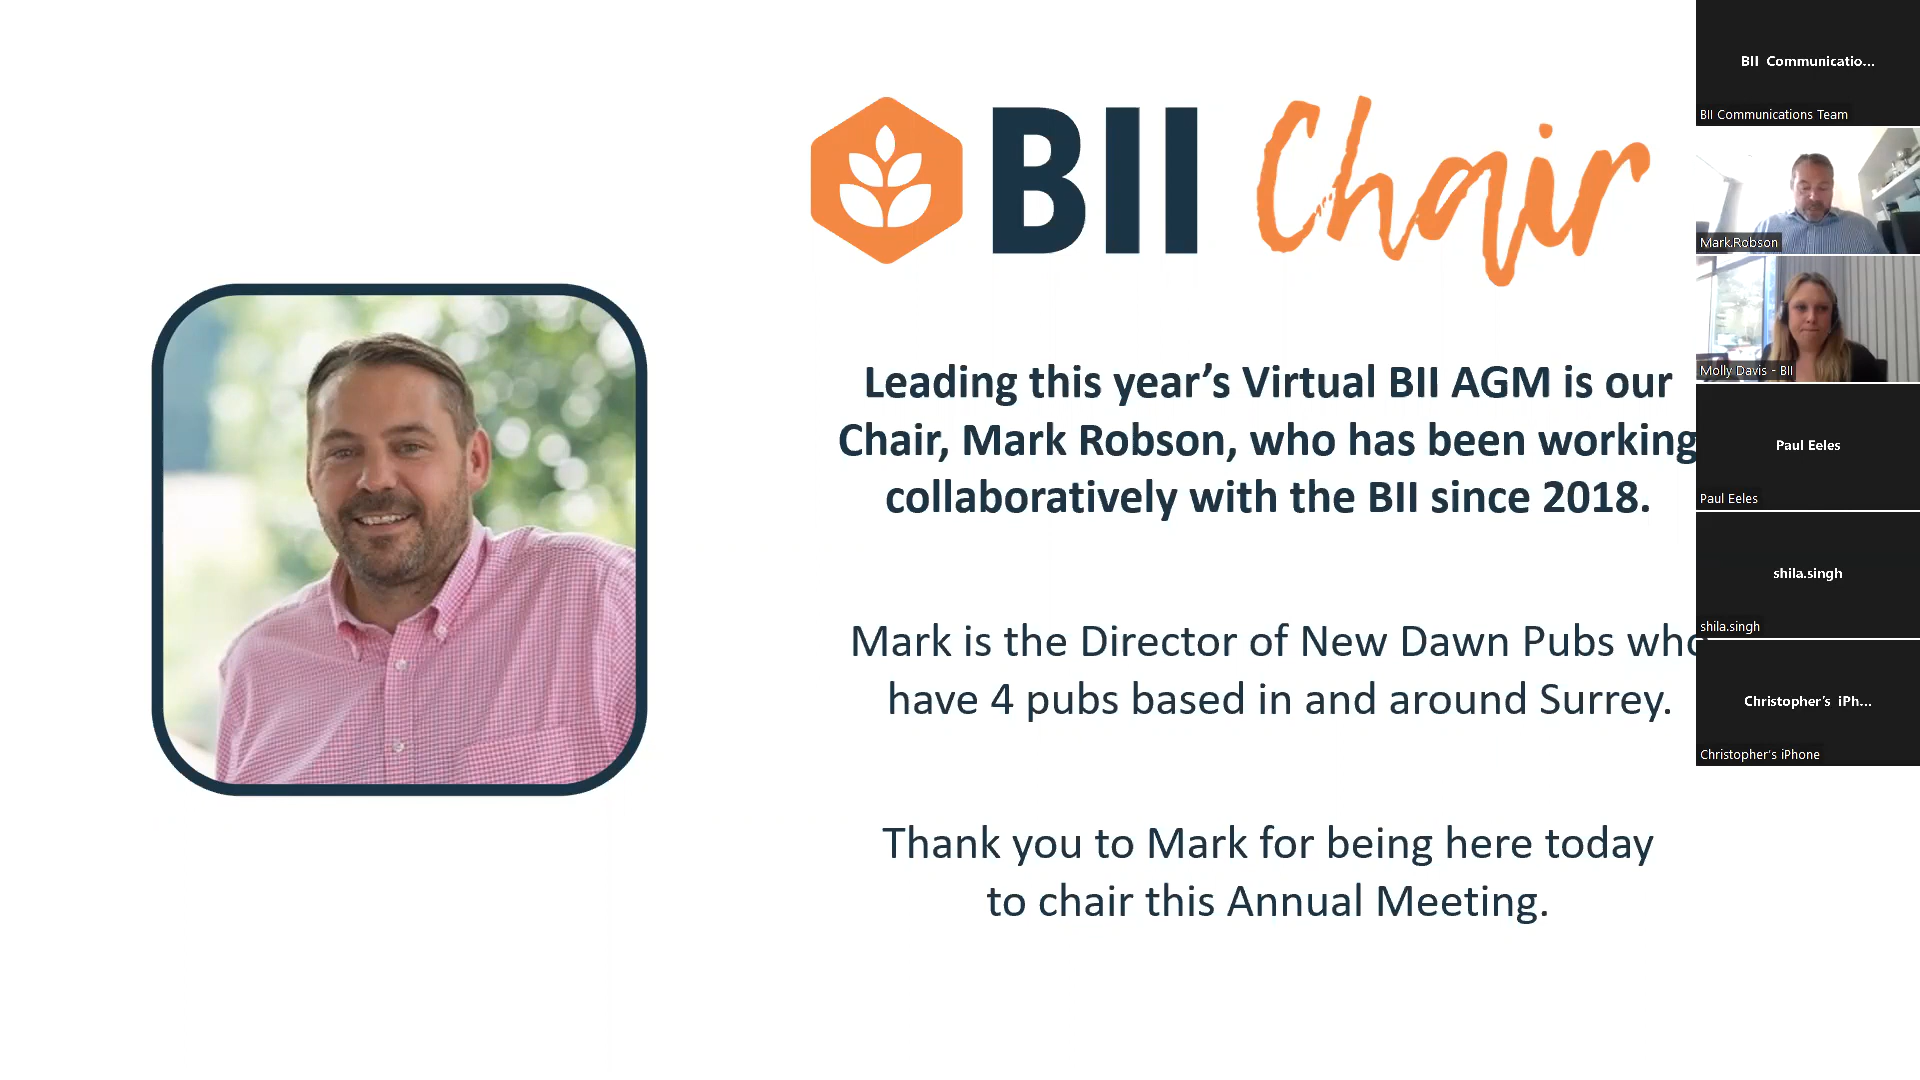 BII Chair
Leading this year’s Virtual BII AGM is our
Chair, Mark Robson, who has been working
collaboratively with the BII since 2018.
Mark is the Director of New Dawn Pubs who
have 4 pubs based in and around Surrey.
Thank you to Mark for being here today
to chair this Annual Meeting.
BII Communicatio...
BII Communications Team
Mark.Robson
Molly Davis - BII
Paul Eeles
Paul Eeles
shila.singh
shila.singh
Christopher's iPh...
Christopher's iPhone